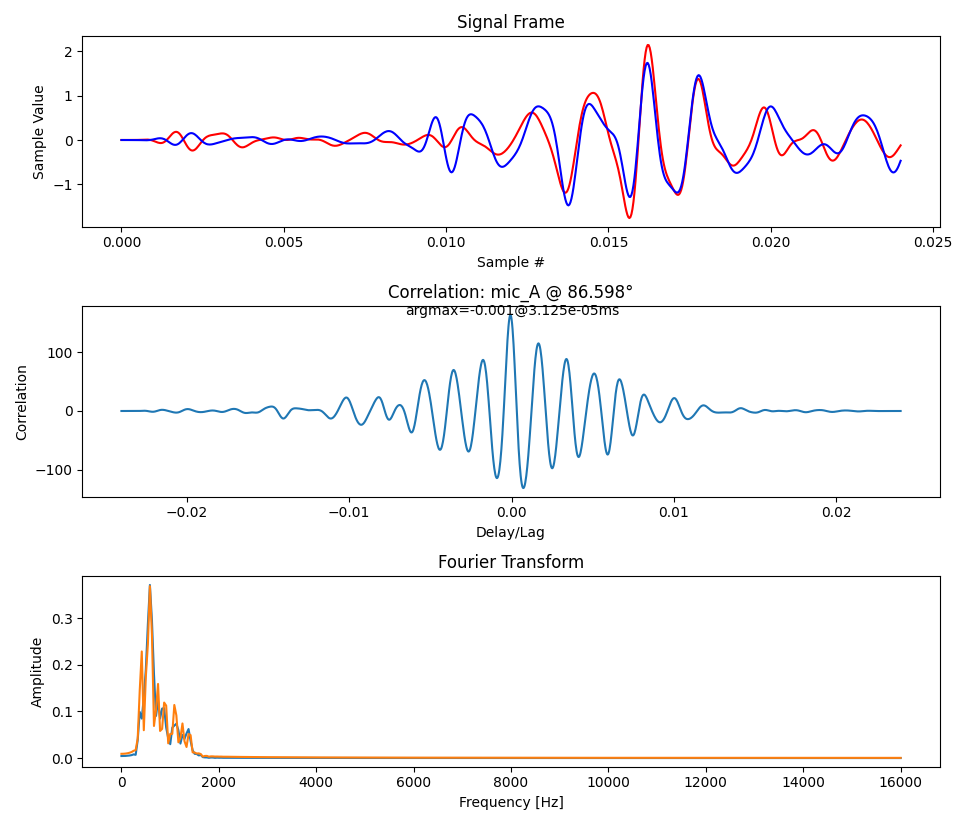 Signal Frame
Sample Value
2
1
0
−1
0.000 0.005 0.010 0.015 0.020 0.025
Sample #
Correlation: mic_A @ 86.598°
argmax=-0.001@3.125e-05ms
Correlation
100
0
−100
−0.02 −0.01 0.00 0.01 0.02
Delay/Lag
Fourier Transform
Amplitude
0.3
0.2
0.1
0.0
0 2000 4000 6000 8000 10000 12000 14000 16000
Frequency [Hz]